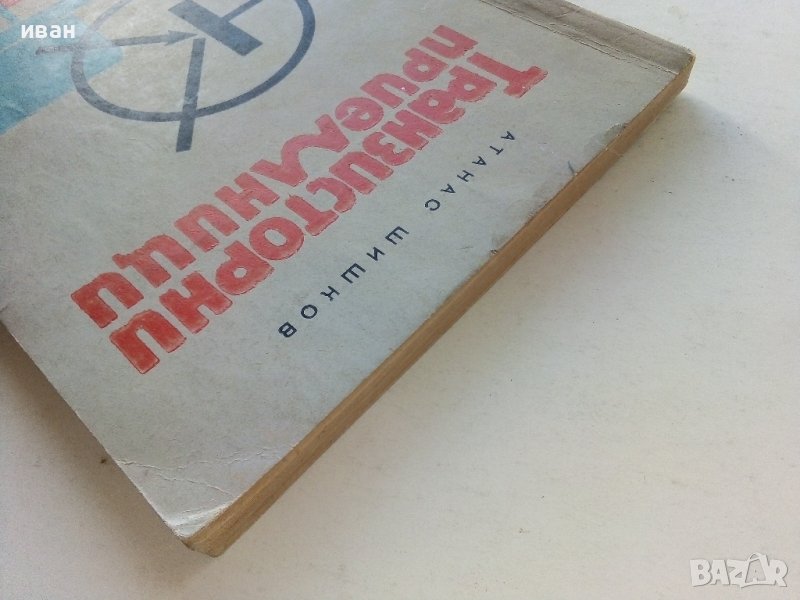 иван
АТАНАС ШИШКОВ
ТРАНЗИСТОРНИ
ПРИЕМНИЦИ
BAZAR